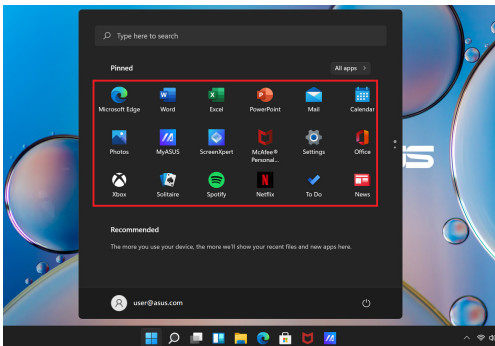 Type here to search
Pinned
All apps >
Microsoft Edge
Word
Excel
PowerPoint
Mail
Calendar
Photos
MyASUS
ScreenXpert
McAfee®
Personal...
Settings
Office
Xbox
Solitaire
Spotify
Netflix
To Do
News
Recommended
The more you use your device, the more we'll show your recent files and new apps here.
user@asus.com